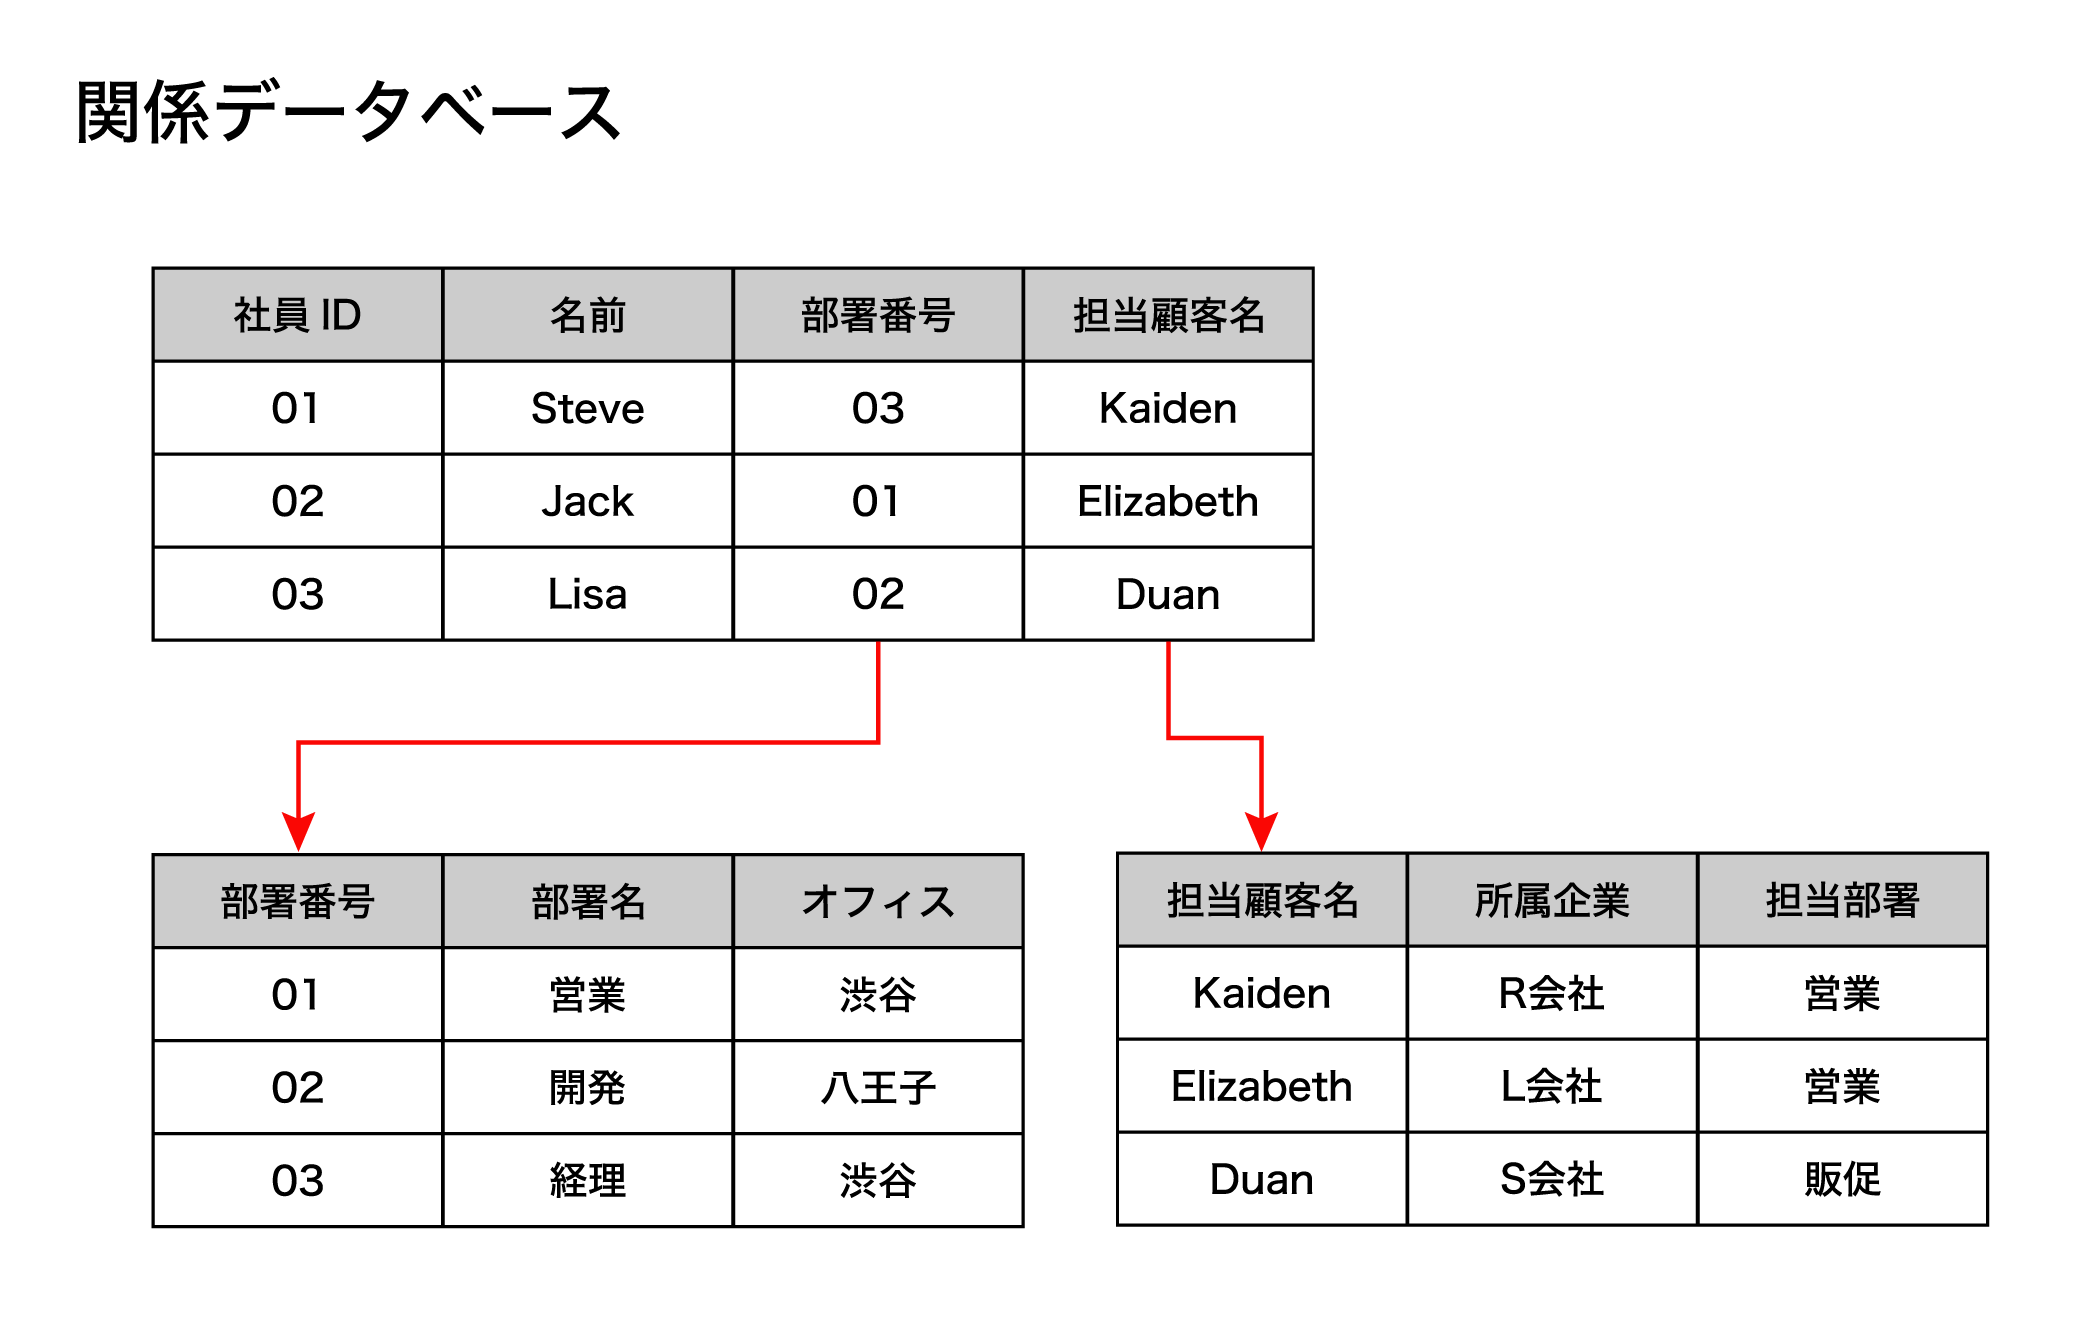 関係データベース
社員 ID 名前 部署番号 担当顧客名
01 Steve 03 Kaiden
02 Jack 01 Elizabeth
03 Lisa 02 Duan
部署番号 部署名 オフィス
01 営業 渋谷
02 開発 八王子
03 経理 渋谷
担当顧客名 所属企業 担当部署
Kaiden R会社 営業
Elizabeth L会社 営業
Duan S会社 販促